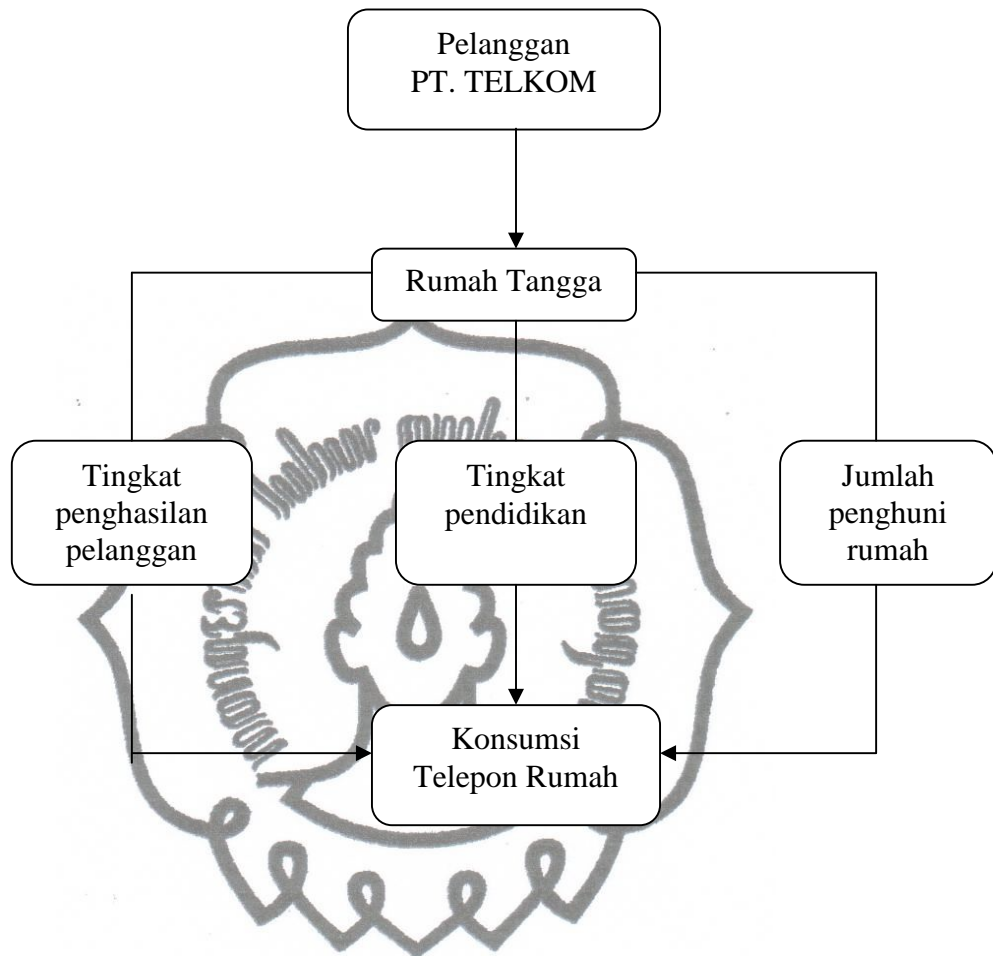 Pelanggan
PT. TELKOM
Rumah Tangga
Tingkat
penghasilan
pelanggan
Tingkat
pendidikan
Jumlah
penghuni
rumah
Konsumsi
Telepon Rumah